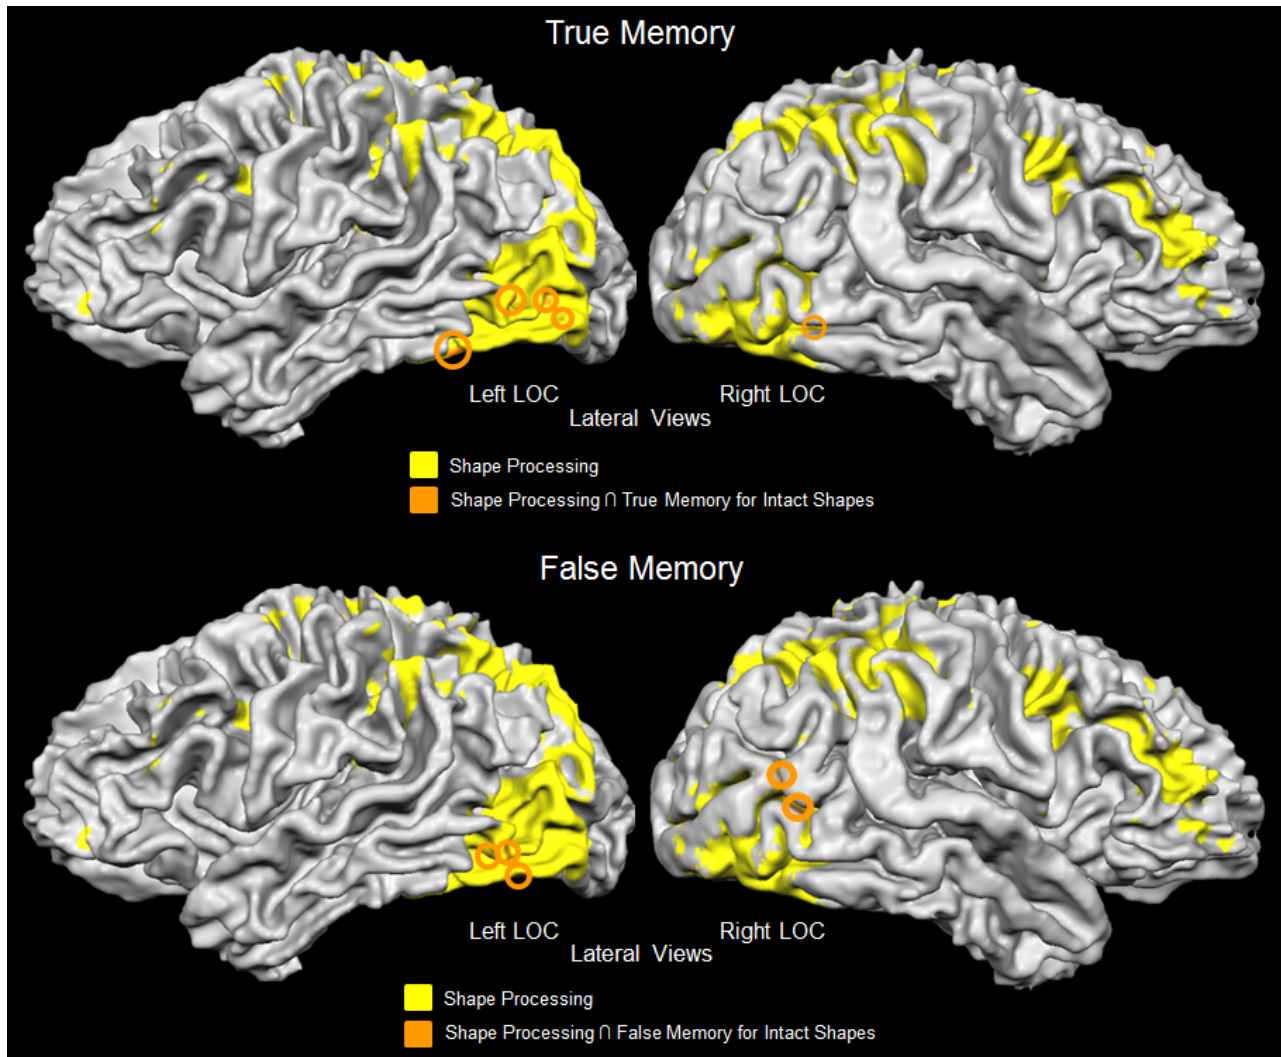 True Memory
Left LOC
Right LOC
Lateral Views
Shape Processing
Shape Processing ∩ True Memory for Intact Shapes
False Memory
Left LOC
Right LOC
Lateral Views
Shape Processing
Shape Processing ∩ False Memory for Intact Shapes